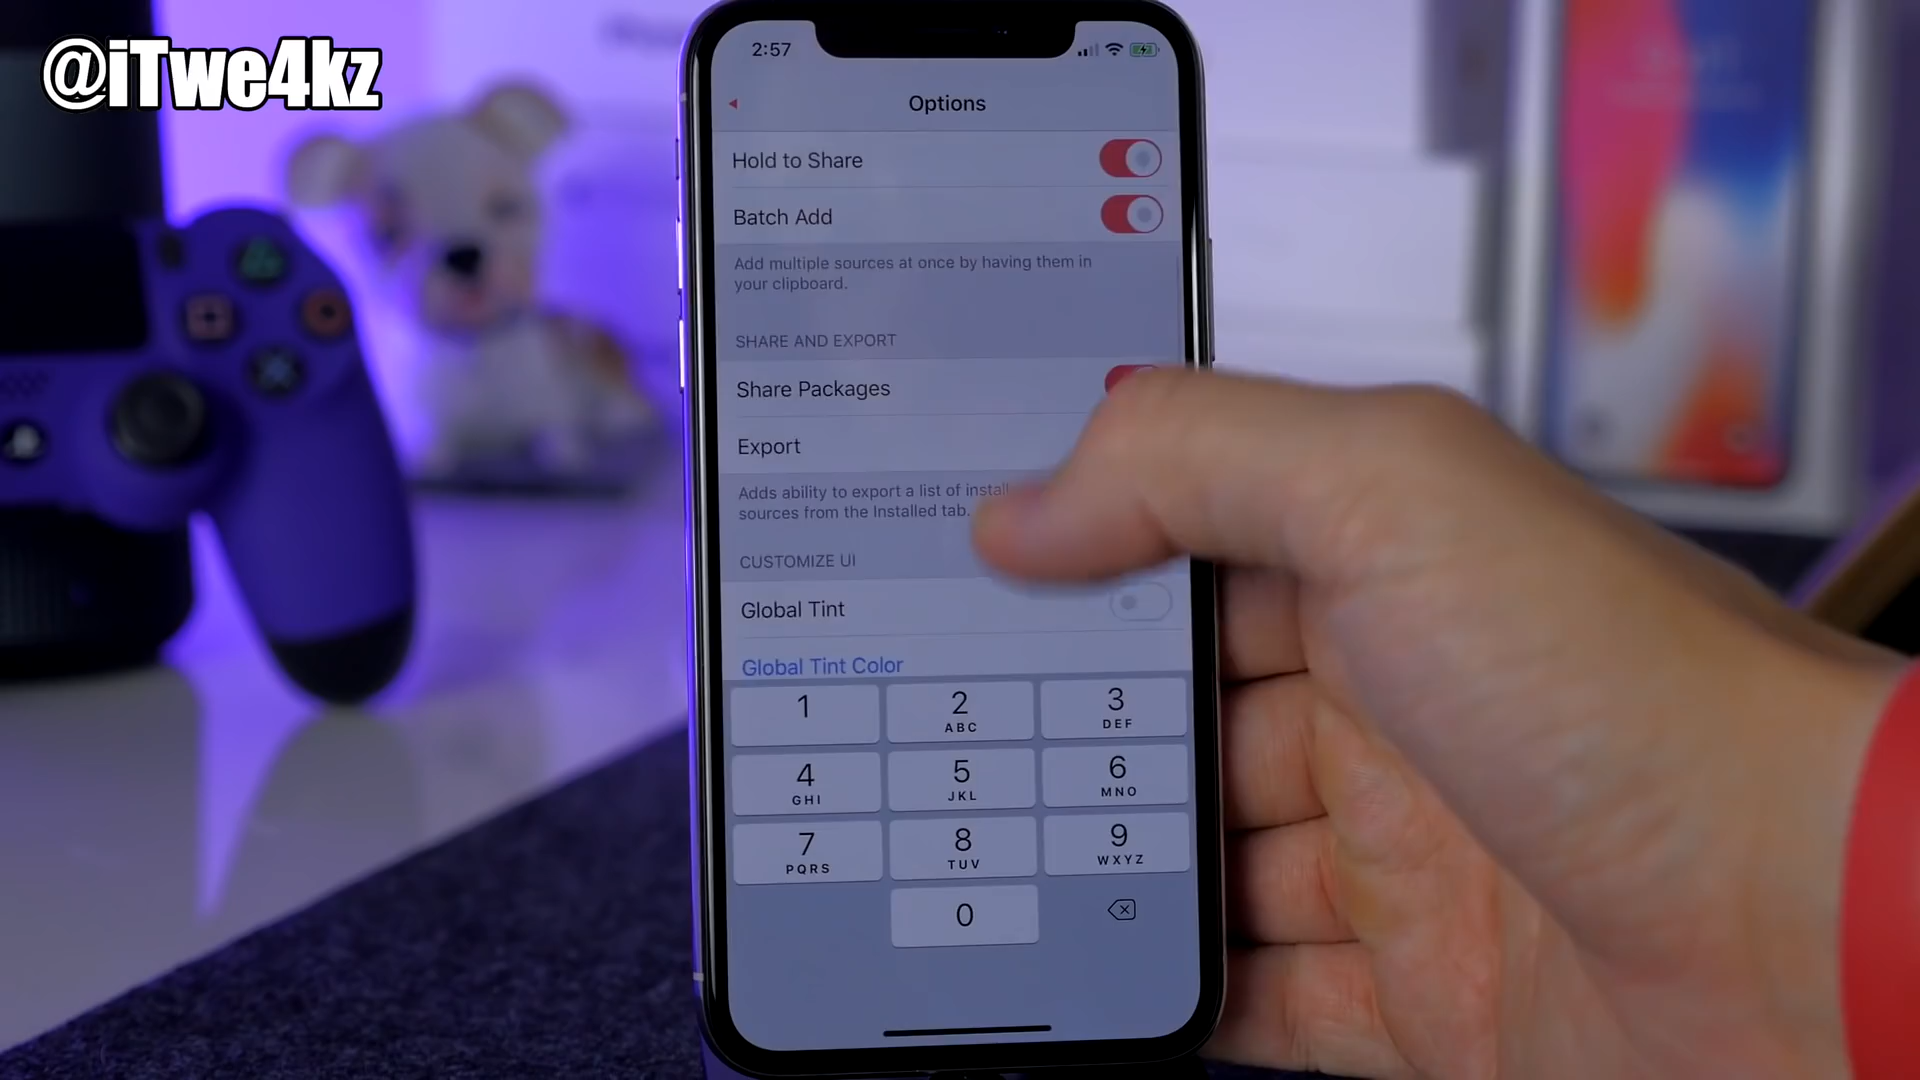 @iTwe4kz
2:57
Options
Hold to Share
Batch Add
Add multiple sources at once by having them in
your clipboard.
SHARE AND EXPORT
Share Packages
Export
Adds ability to export a list of
sources from the Installed tab.
CUSTOMIZE UI
Global Tint
Global Tint Color
1
2
ABC
3
DEF
4
GHI
5
JKL
6
MNO
7
PQRS
8
TUV
9
WXYZ
0